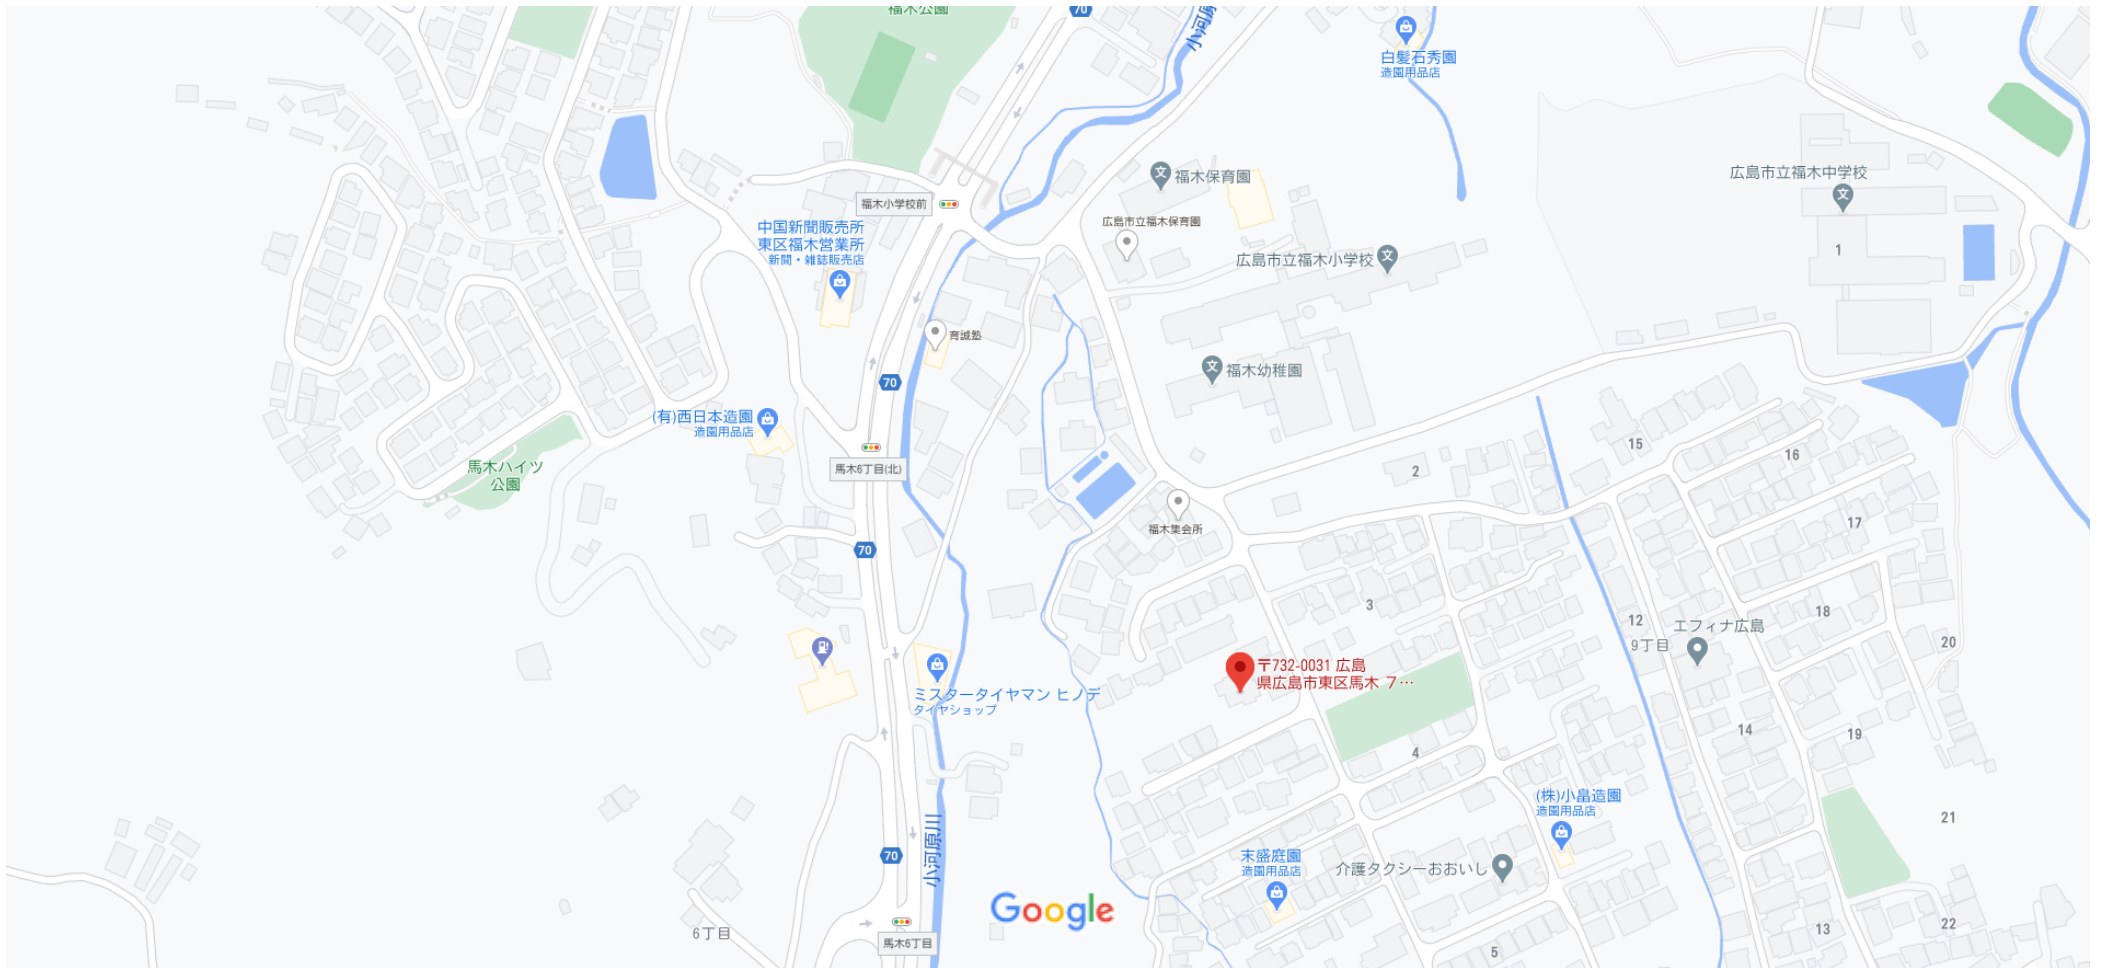 福木公園
70
小河原
白髪石秀園
造園用品店
福木保育園
広島市立福木中学校
福木小学校前
広島市立福木保育園
中国新聞販売所
東区福木営業所
新聞・雑誌販売店
広島市立福木小学校
1
育誠塾
福木幼稚園
70
(有)西日本造園
造園用品店
馬木6丁目(北)
馬木ハイツ
公園
2
15
16
福木集会所
17
70
3
12
18
9丁目
エフィナ広島
20
〒732-0031 広島
県広島市東区馬木 7…
ミスタータイヤマン ヒノデ
タイヤショップ
14
19
4
(株)小畠造園
造園用品店
21
小河原川
70
末盛庭園
造園用品店
介護タクシーおおいし
Google
6丁目
馬木6丁目
5
13
22